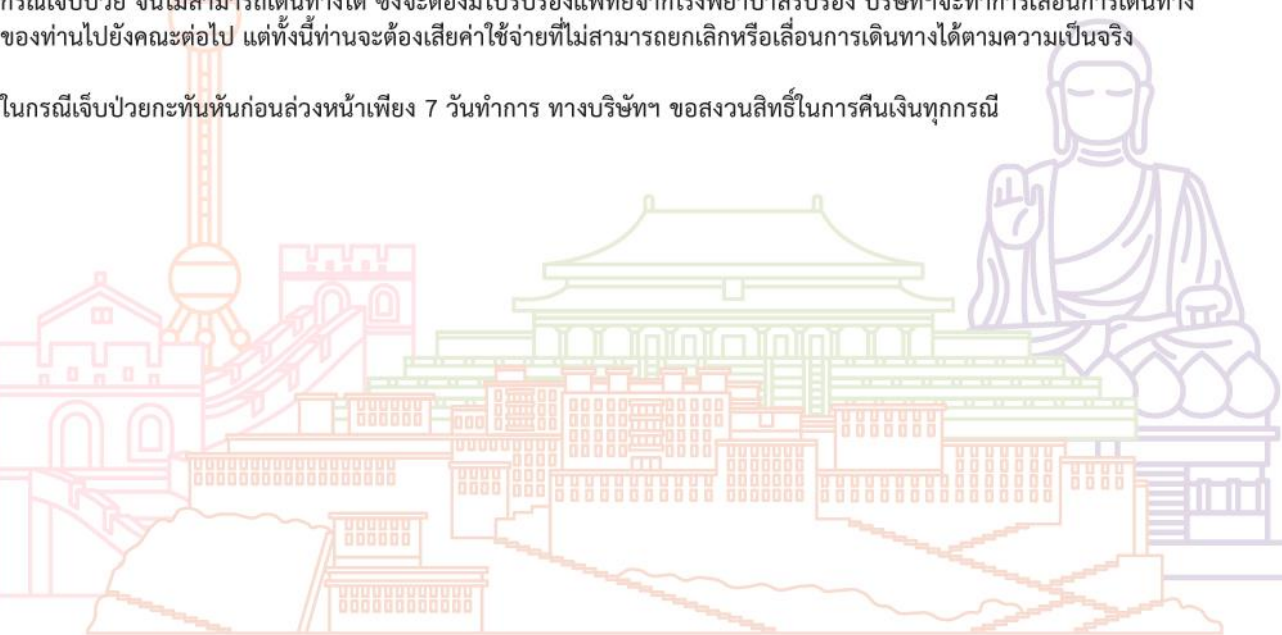 กรณีเจ็บป่วย จนไม่สามารถเดินทางได้ ซึ่งจะต้องมีใบรับรองแพทย์จากโรงพยาบาลรับรอง บริษัทฯจะทำการเลื่อนการเดินทาง
ของท่านไปยังคณะต่อไป แต่ทั้งนี้ท่านจะต้องเสียค่าใช้จ่ายที่ไม่สามารถยกเลิกหรือเลื่อนการเดินทางได้ตามความเป็นจริง
ในกรณีเจ็บป่วยกะทันหันก่อนล่วงหน้าเพียง 7 วันทำการ ทางบริษัทฯ ขอสงวนสิทธิ์ในการคืนเงินทุกกรณี